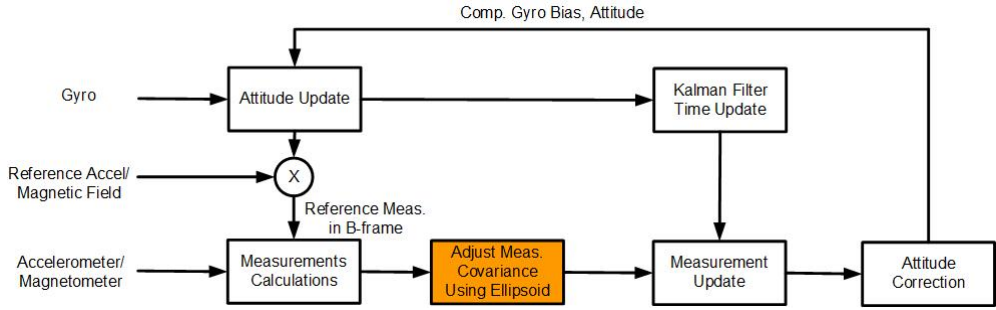 Comp. Gyro Bias, Attitude
Gyro
Attitude Update
Kalman Filter
Time Update
Reference Accel/
Magnetic Field
X
Reference Meas.
in B-frame
Accelerometer/
Magnetometer
Measurements
Calculations
Adjust Meas.
Covariance
Using Ellipsoid
Measurement
Update
Attitude
Correction